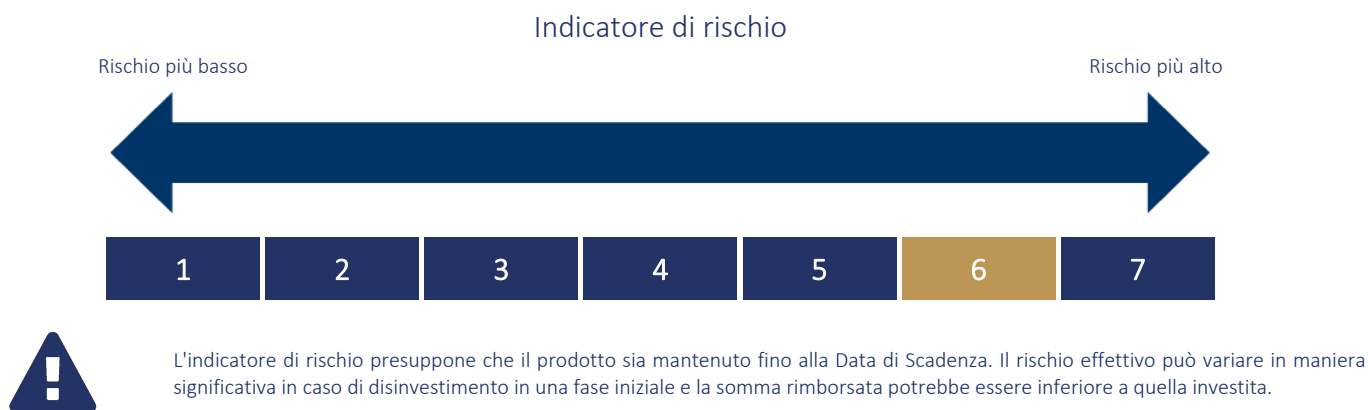 Indicatore di rischio
Rischio più basso
Rischio più alto
1 2 3 4 5 6 7
L'indicatore di rischio presuppone che il prodotto sia mantenuto fino alla Data di Scadenza. Il rischio effettivo può variare in maniera
significativa in caso di disinvestimento in una fase iniziale e la somma rimborsata potrebbe essere inferiore a quella investita.